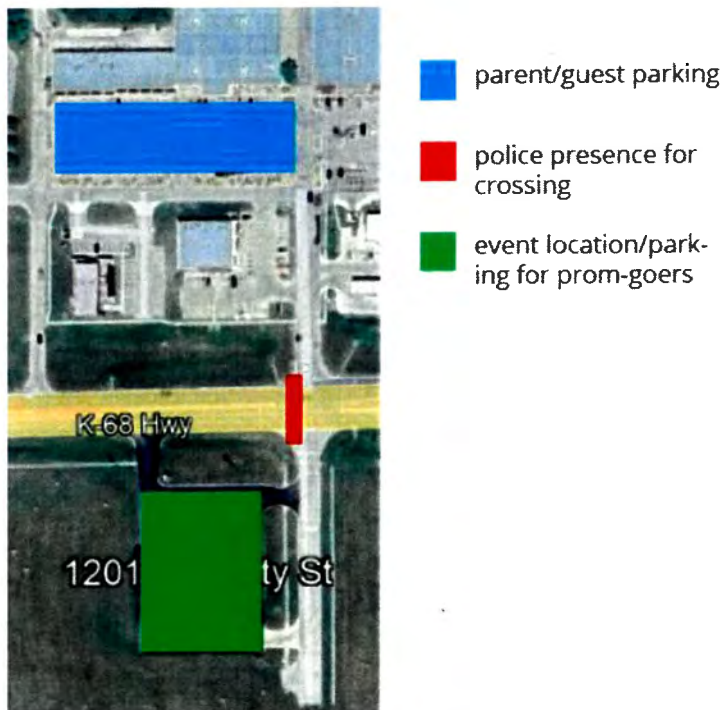 parent/guest parking
police presence for
crossing
event location/park-
ing for prom-goers
K-68 Hwy
1201 ty St